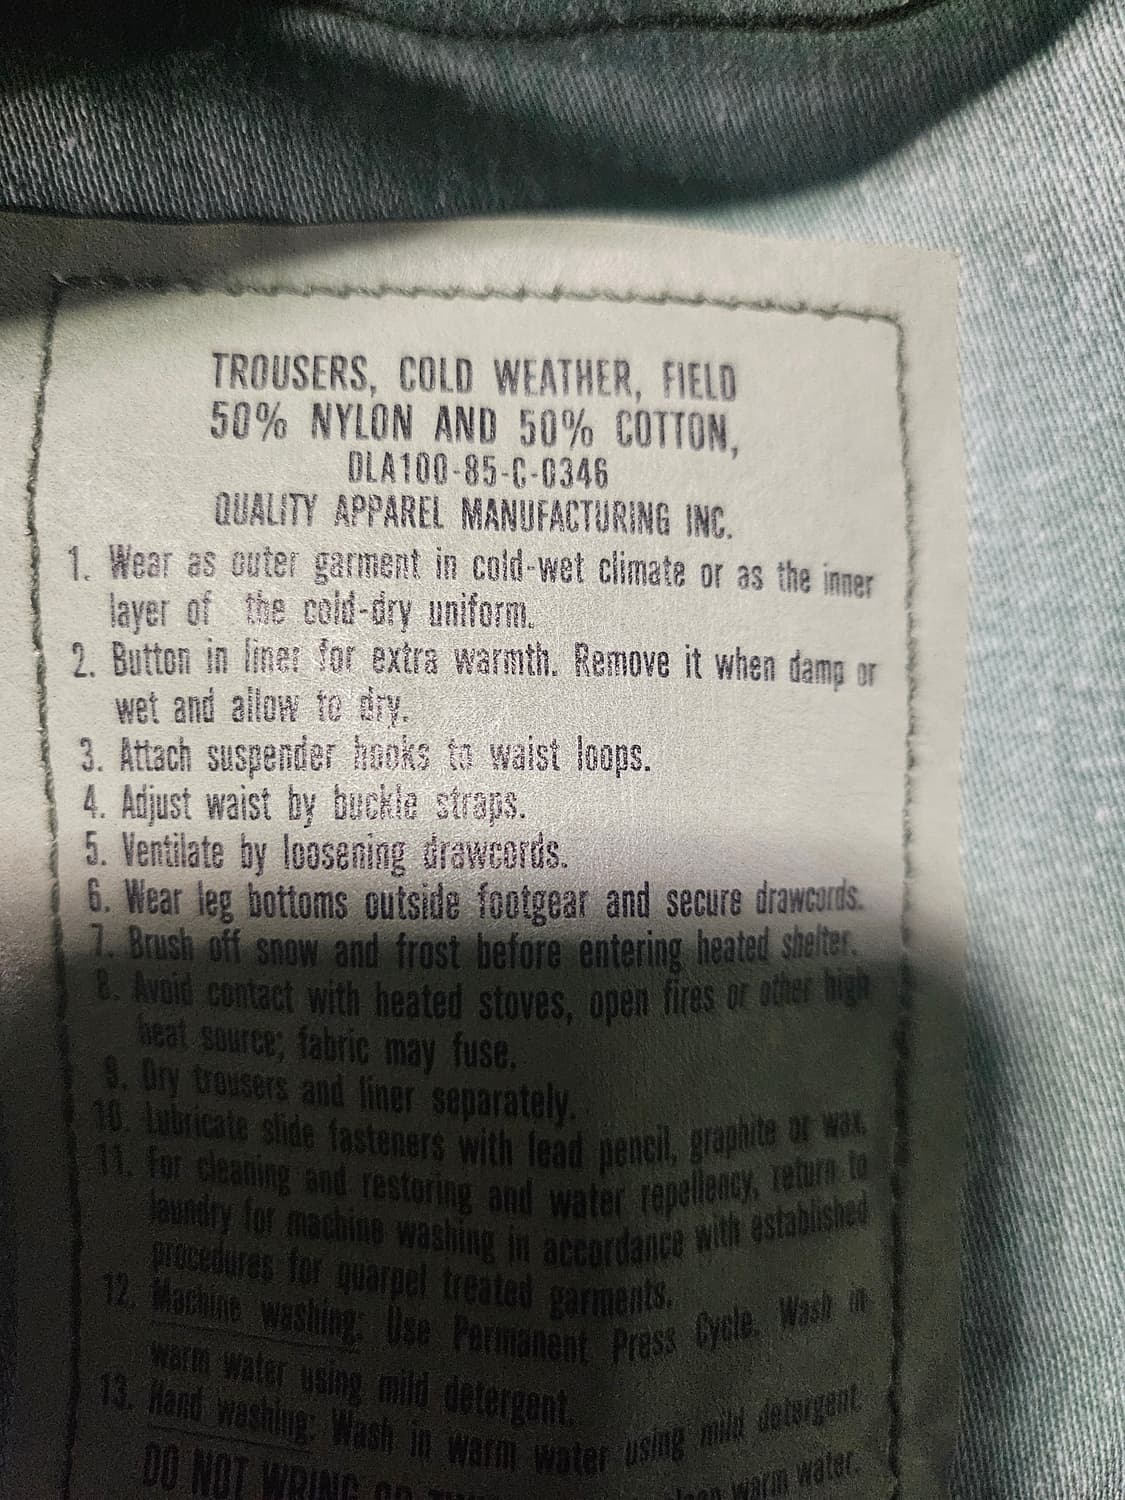 TROUSERS, COLD WEATHER, FIELD
50% NYLON AND 50% COTTON,
DLA100-85-C-0346
QUALITY APPAREL MANUFACTURING INC.
1. Wear as outer garment in cold-wet climate or as the inner
layer of the cold-dry uniform.
2. Button in liner for extra warmth. Remove it when damp or
wet and allow to dry.
3. Attach suspender hooks to waist loops.
4. Adjust waist by buckle straps.
5. Ventilate by loosening drawcords.
6. Wear leg bottoms outside footgear and secure drawcords.
7. Brush off snow and frost before entering heated shelter.
8. Avoid contact with heated stoves, open fires or other high
heat source; fabric may fuse.
9. Dry trousers and liner separately.
10. Lubricate slide fasteners with lead pencil, graphite or wax.
11. For cleaning and restoring and water repellency, return to
laundry for machine washing in accordance with established
procedures for quarpel treated garments.
12. Machine washing: Use Permanent Press Cycle. Wash in
warm water using mild detergent.
13. Hand washing: Wash in warm water using mild detergent.
warm water.
DO NOT WRING OR